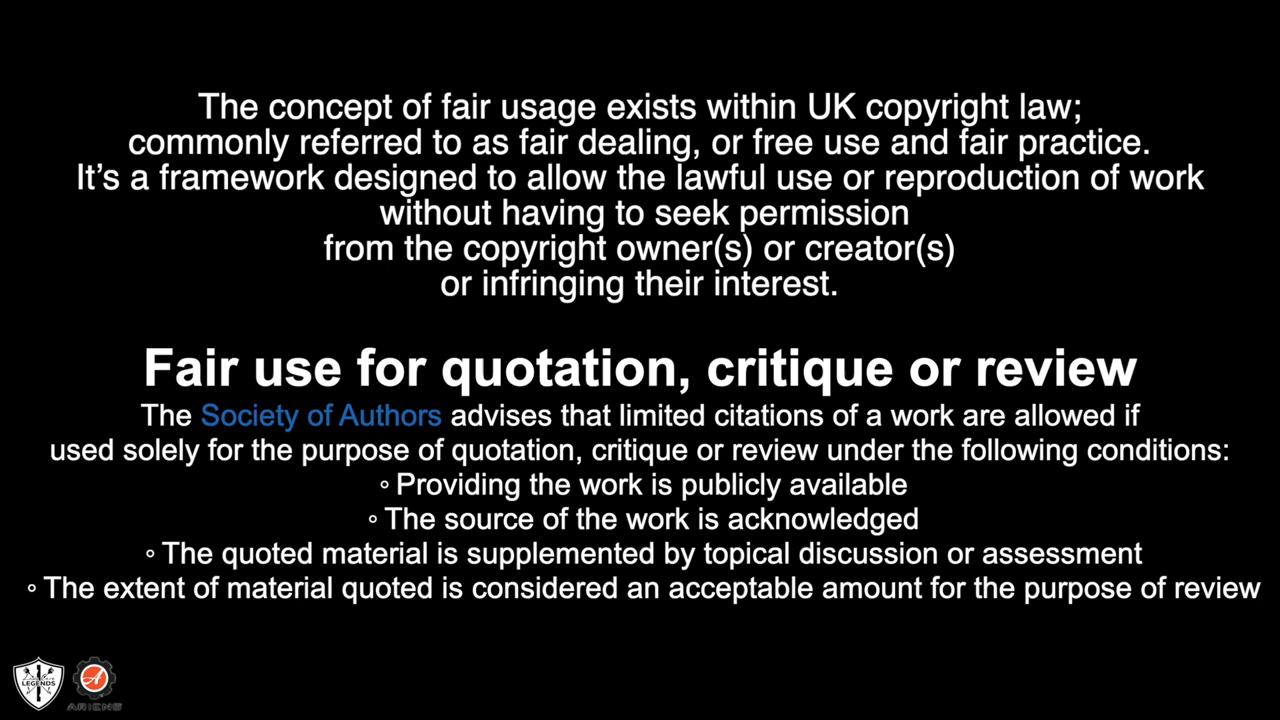 The concept of fair usage exists within UK copyright law;
commonly referred to as fair dealing, or free use and fair practice.
It’s a framework designed to allow the lawful use or reproduction of work
without having to seek permission
from the copyright owner(s) or creator(s)
or infringing their interest.
Fair use for quotation, critique or review
The Society of Authors advises that limited citations of a work are allowed if
used solely for the purpose of quotation, critique or review under the following conditions:
◦ Providing the work is publicly available
◦ The source of the work is acknowledged
◦ The quoted material is supplemented by topical discussion or assessment
◦ The extent of material quoted is considered an acceptable amount for the purpose of review
LEGENDS
A
ARIENS